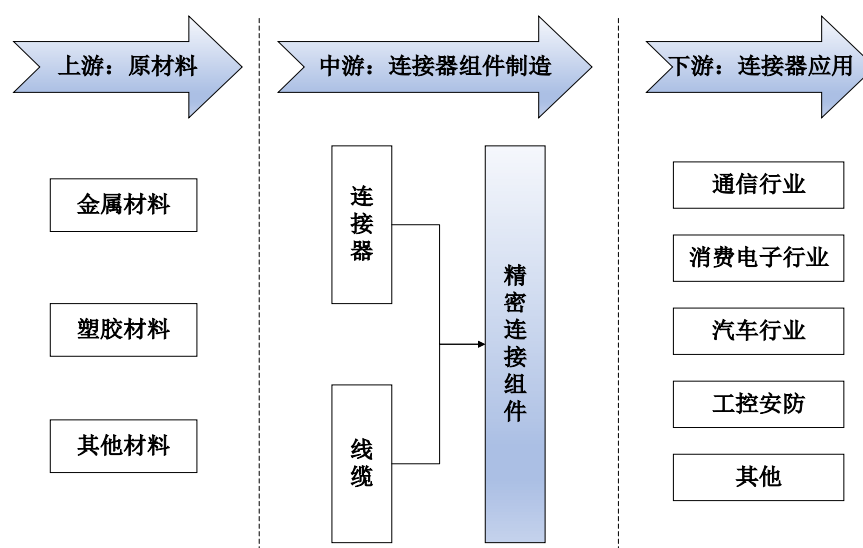 上游：原材料
中游：连接器组件制造
下游：连接器应用
金属材料
塑胶材料
其他材料
连接器
线缆
精密连接组件
通信行业
消费电子行业
汽车行业
工控安防
其他